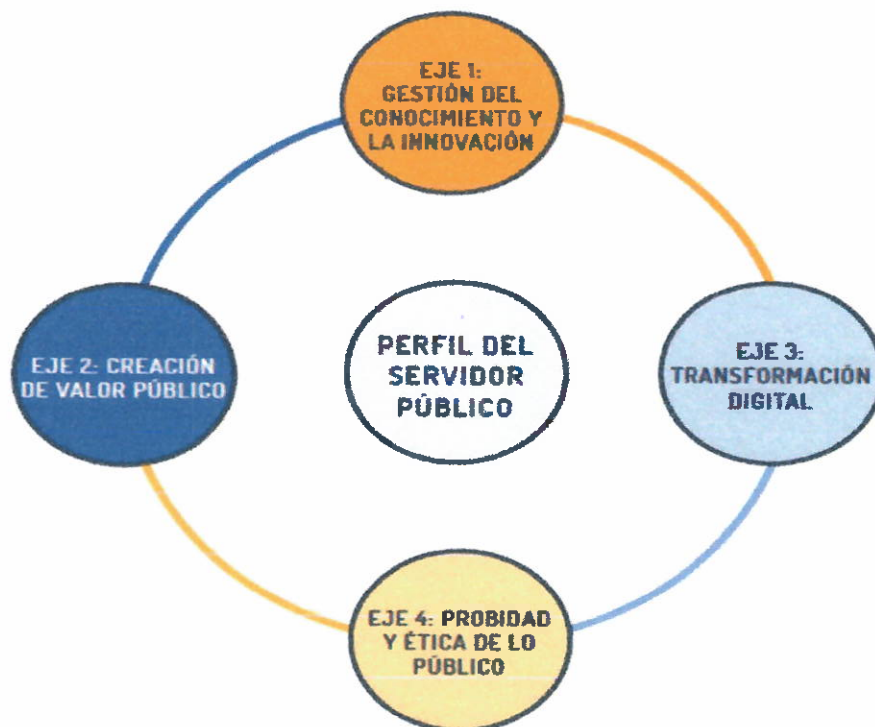 EJE 1:
GESTIÓN DEL
CONOCIMIENTO Y
LA INNOVACIÓN
EJE 2: CREACIÓN
DE VALOR PÚBLICO
PERFIL DEL
SERVIDOR
PÚBLICO
EJE 3:
TRANSFORMACIÓN
DIGITAL
EJE 4: PROBIDAD
Y ÉTICA DE LO
PÚBLICO